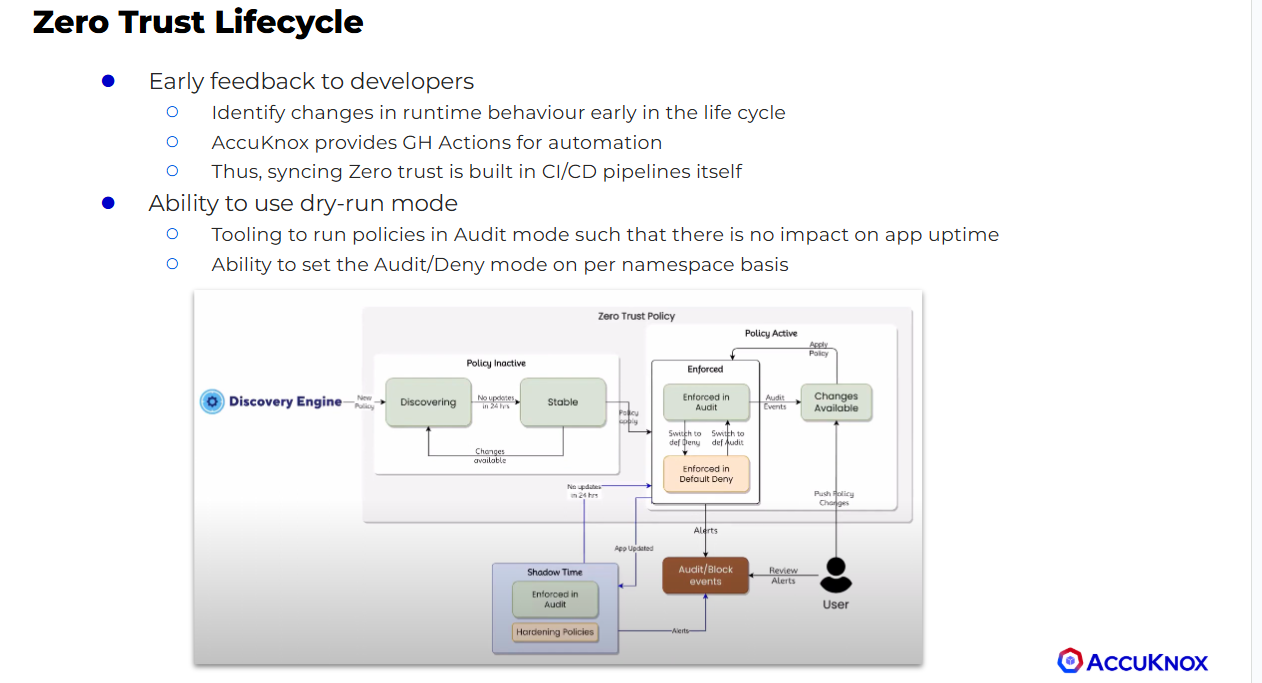 Zero Trust Lifecycle
Early feedback to developers
Identify changes in runtime behaviour early in the life cycle
AccuKnox provides GH Actions for automation
Thus, syncing Zero trust is built in CI/CD pipelines itself
Ability to use dry-run mode
Tooling to run policies in Audit mode such that there is no impact on app uptime
Ability to set the Audit/Deny mode on per namespace basis
Zero Trust Policy
Policy Active
Apply
Policy
Policy Inactive
Enforced
Discovery Engine
New
Policy
Discovering
No updates
in 24 hrs
Stable
Policy
apply
Enforced in
Audit
Audit
Events
Changes
Available
Switch to
def Deny
Switch to
def Audit
Changes
available
Enforced in
Default Deny
No updates
in 24 hrs
Push Policy
Changes
Alerts
App Updated
Shadow Time
Enforced in
Audit
Hardening Policies
Audit/Block
events
Review
Alerts
User
Alerts
ACCUKNOX